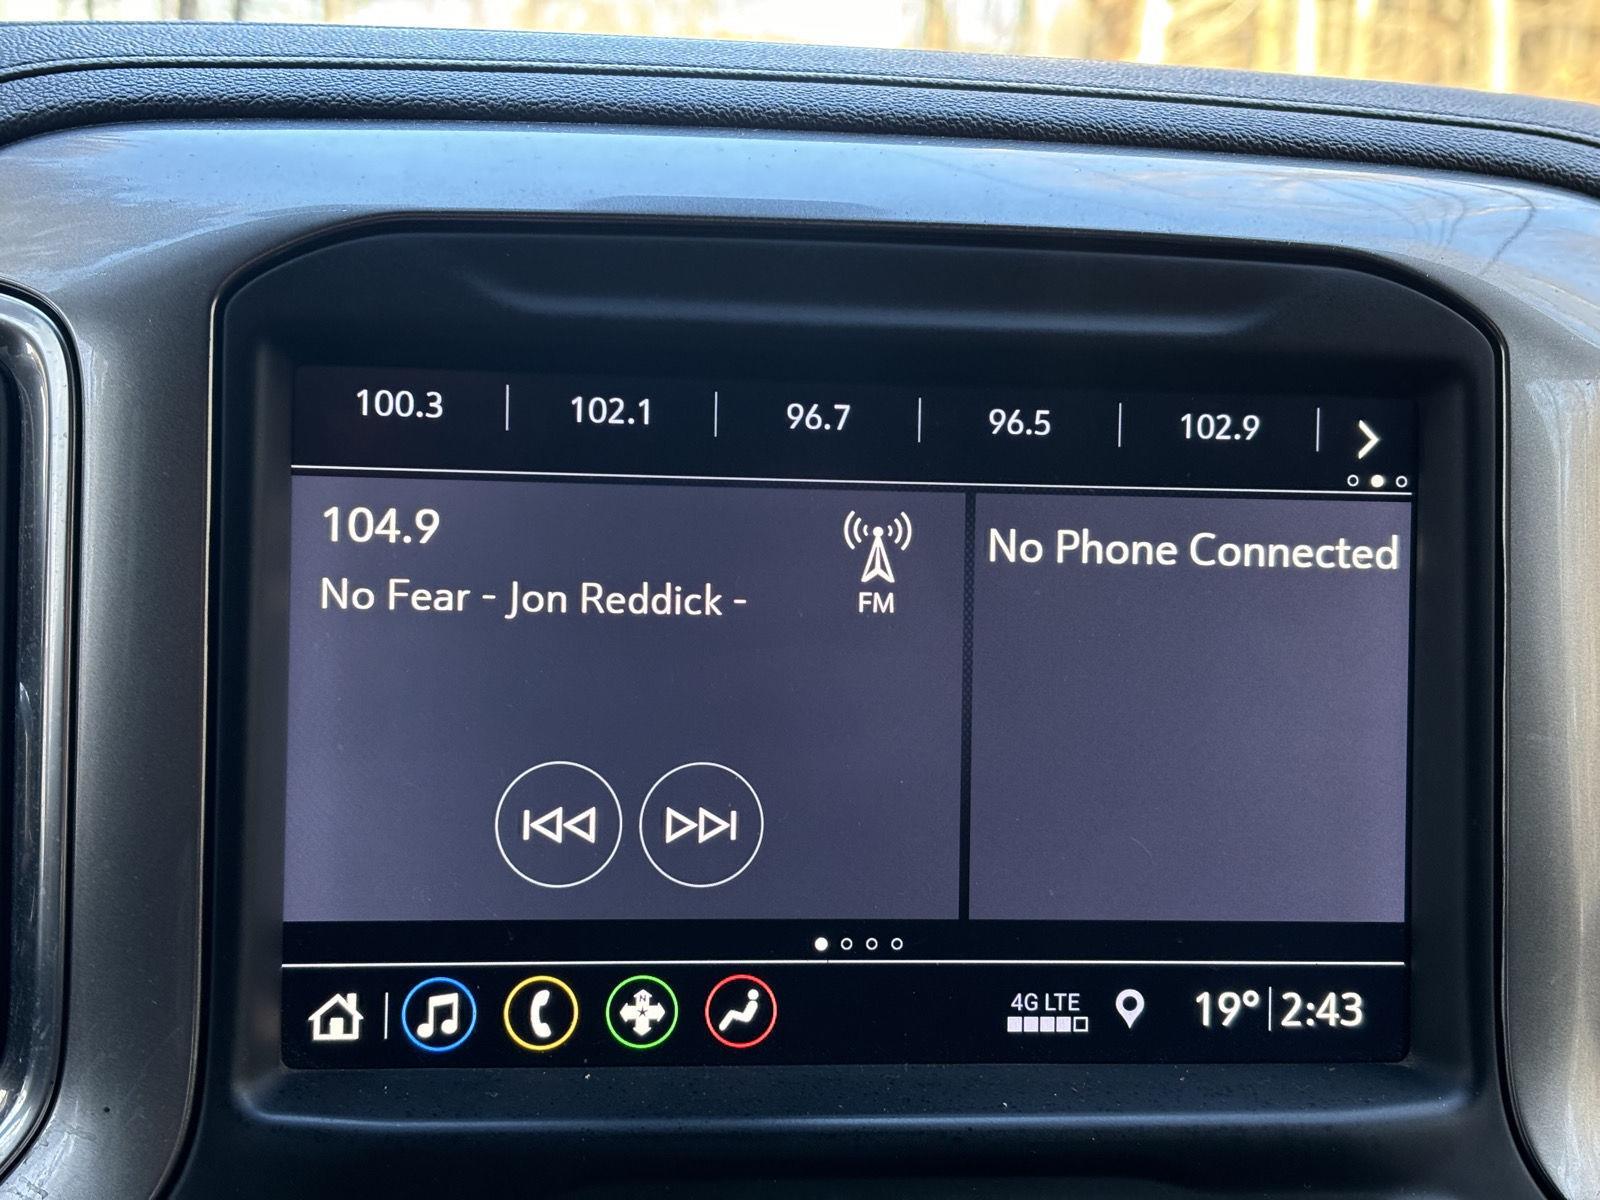 100.3 | 102.1 | 96.7 | 96.5 | 102.9
104.9
No Fear - Jon Reddick -
FM
No Phone Connected
N
4G LTE
19° | 2:43